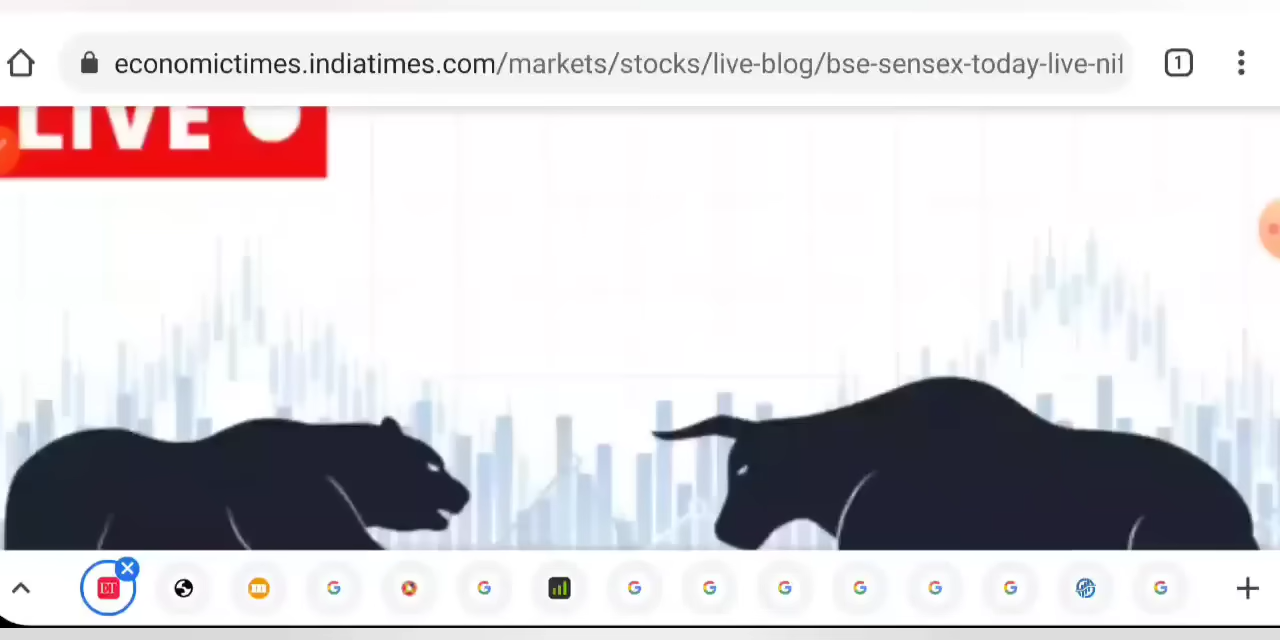 economictimes.indiatimes.com/markets/stocks/live-blog/bse-sensex-today-live-nif
1
LIVE
ET